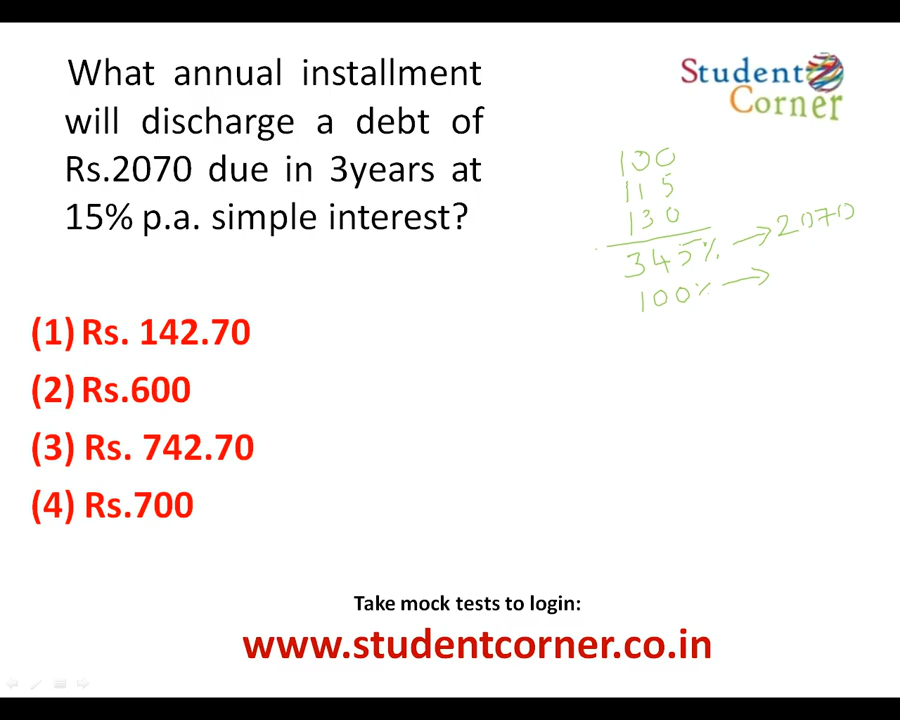 What annual installment
will discharge a debt of
Rs.2070 due in 3years at
15% p.a. simple interest?
Student
Corner
100
115
130
345% → 2070
100% →
(1) Rs. 142.70
(2) Rs.600
(3) Rs. 742.70
(4) Rs.700
Take mock tests to login:
www.studentcorner.co.in